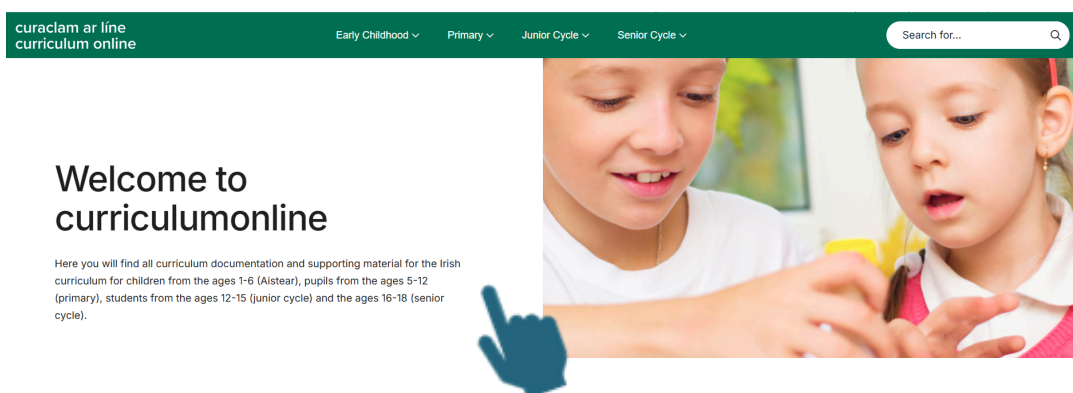 curaclam ar líne
curriculum online
Early Childhood
Primary
Junior Cycle
Senior Cycle
Search for...
Welcome to
curriculumonline
Here you will find all curriculum documentation and supporting material for the Irish
curriculum for children from the ages 1-6 (Aistear), pupils from the ages 5-12
(primary), students from the ages 12-15 (junior cycle) and the ages 16-18 (senior
cycle).